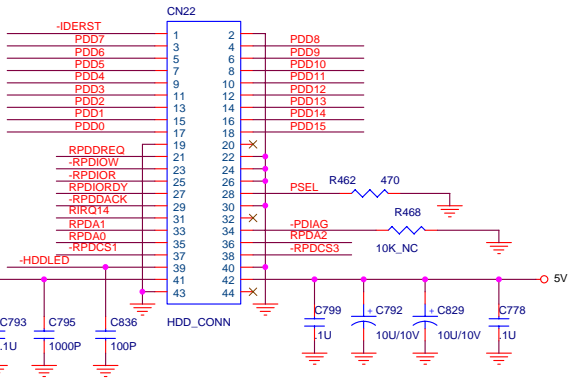 CN22
-IDERST 1 2
PDD7 3 4 PDD8
PDD6 5 6 PDD9
PDD5 7 8 PDD10
PDD4 9 10 PDD11
PDD3 11 12 PDD12
PDD2 13 14 PDD13
PDD1 15 16 PDD14
PDD0 17 18 PDD15
19 20
RPDDREQ 21 22
-RPDIOW 23 24
-RPDIOR 25 26
RPDIORDY 27 28 PSEL R462 470
-RPDDACK 29 30
RIRQ14 31 32
RPDA1 33 34 -PDIAG R468
RPDA0 35 36 RPDA2 10K_NC
-RPDCS1 37 38 -RPDCS3
-HDDLED 39 40
41 42 5V
43 44
HDD_CONN
C793 .1U
C795 1000P
C836 100P
C799 .1U
+ C792 10U/10V
+ C829 10U/10V
C778 .1U